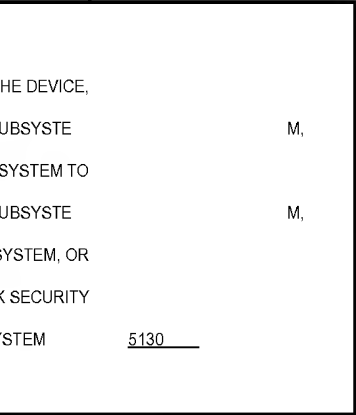 HE DEVICE,
UBSYSTE M,
SYSTEM TO
UBSYSTE M,
SYSTEM, OR
K SECURITY
YSTEM 5130